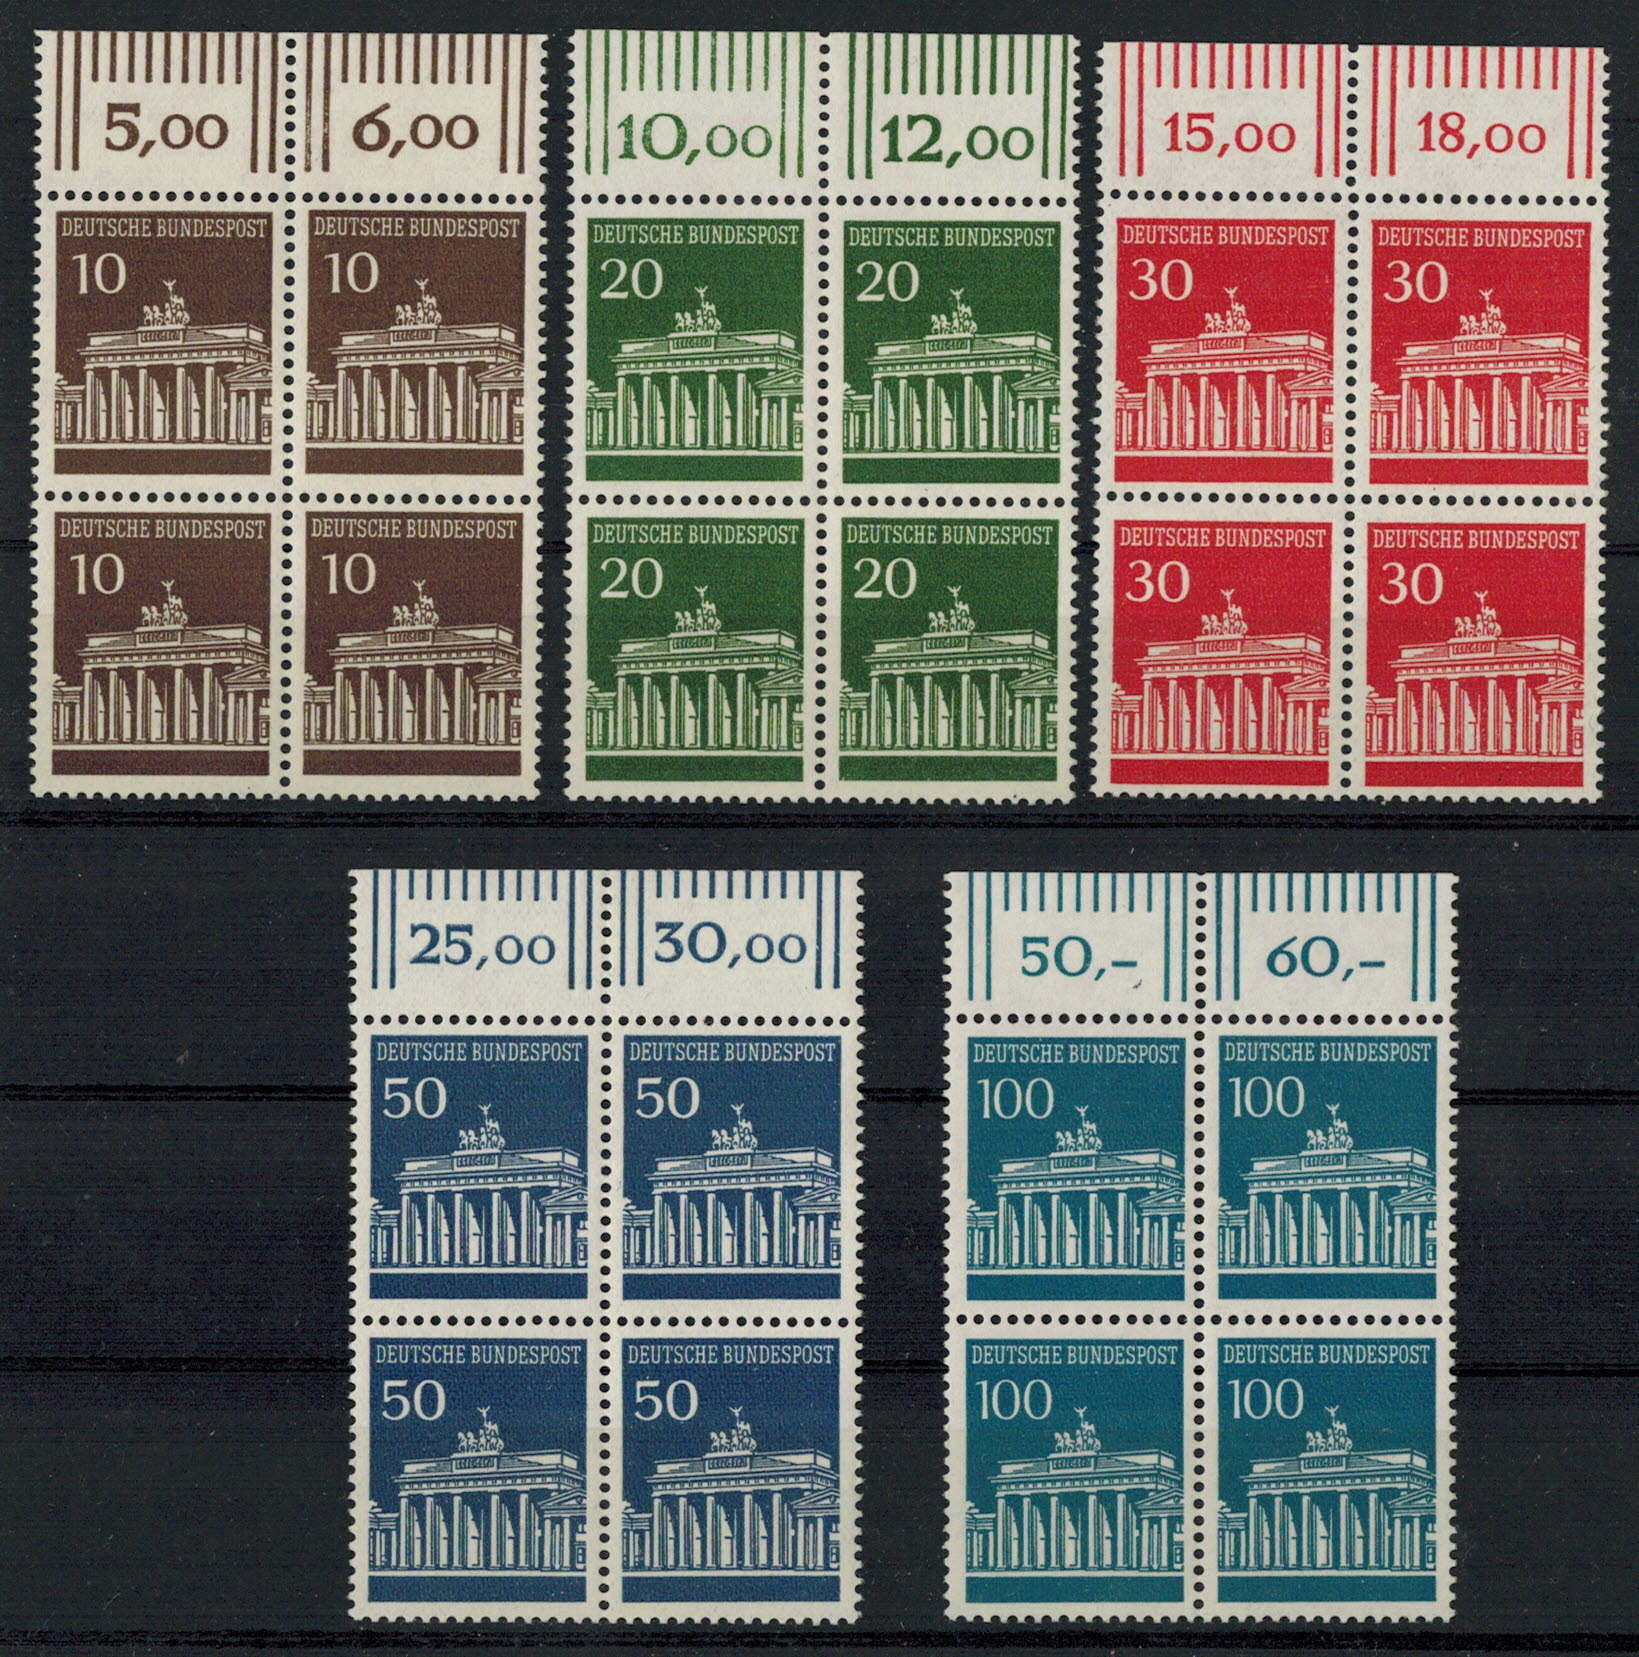 5,00 6,00
DEUTSCHE BUNDESPOST DEUTSCHE BUNDESPOST
10 10
DEUTSCHE BUNDESPOST DEUTSCHE BUNDESPOST
10 10
10,00 12,00
DEUTSCHE BUNDESPOST DEUTSCHE BUNDESPOST
20 20
DEUTSCHE BUNDESPOST DEUTSCHE BUNDESPOST
20 20
15,00 18,00
DEUTSCHE BUNDESPOST DEUTSCHE BUNDESPOST
30 30
DEUTSCHE BUNDESPOST DEUTSCHE BUNDESPOST
30 30
25,00 30,00
DEUTSCHE BUNDESPOST DEUTSCHE BUNDESPOST
50 50
DEUTSCHE BUNDESPOST DEUTSCHE BUNDESPOST
50 50
50,– 60,–
DEUTSCHE BUNDESPOST DEUTSCHE BUNDESPOST
100 100
DEUTSCHE BUNDESPOST DEUTSCHE BUNDESPOST
100 100